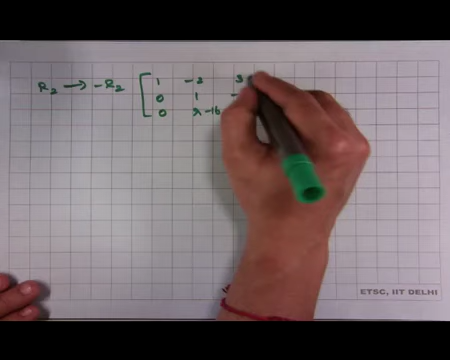 R₂ → -R₂ [ 1 -2 3
0 1 -
0 λ-16
ETSC, IIT DELHI